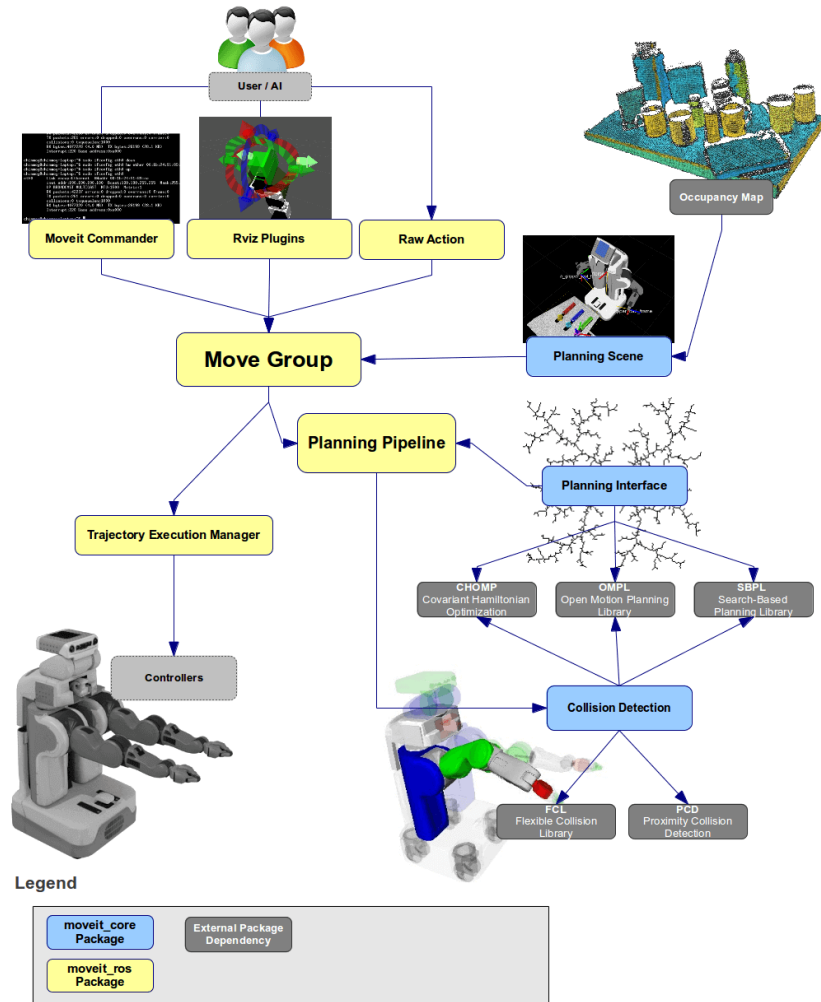 User / AI
Occupancy Map
Moveit Commander
Rviz Plugins
Raw Action
Move Group
Planning Scene
Planning Pipeline
Planning Interface
Trajectory Execution Manager
CHOMP
Covariant Hamiltonian
Optimization
OMPL
Open Motion Planning
Library
SBPL
Search-Based
Planning Library
Controllers
Collision Detection
FCL
Flexible Collision
Library
PCD
Proximity Collision
Detection
Legend
moveit_core
Package
External Package
Dependency
moveit_ros
Package